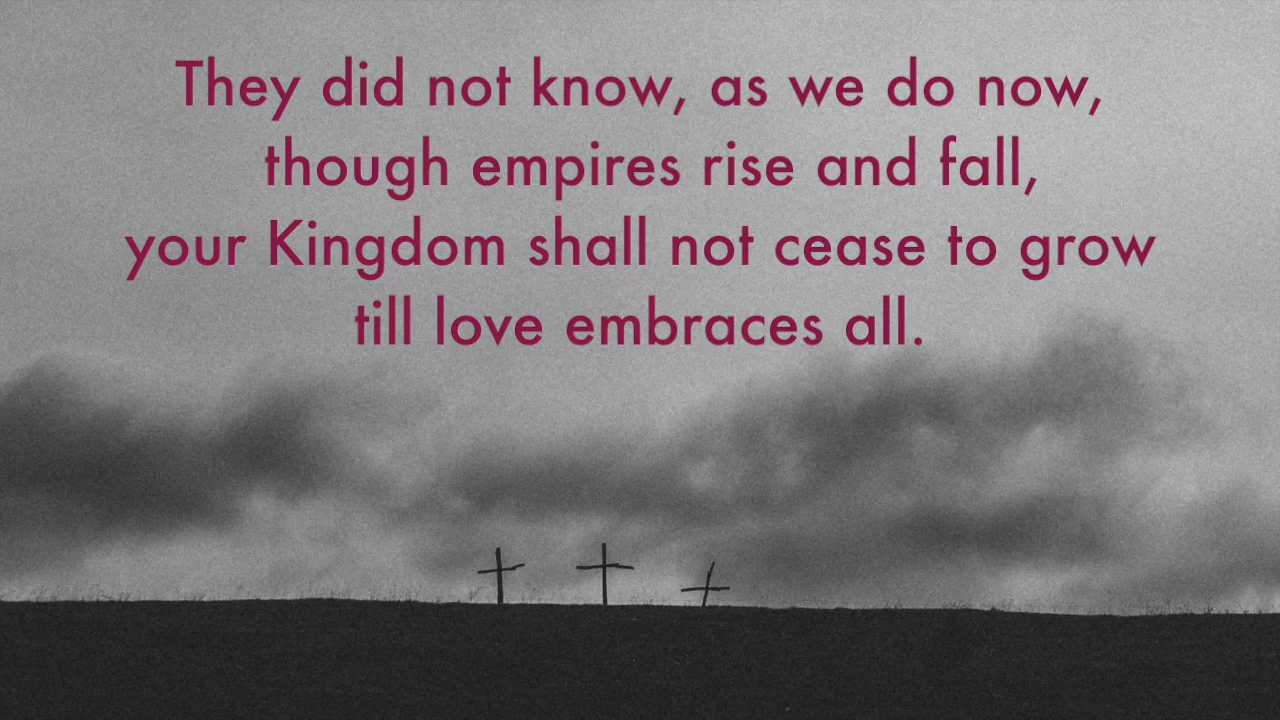 They did not know, as we do now,
though empires rise and fall,
your Kingdom shall not cease to grow
till love embraces all.